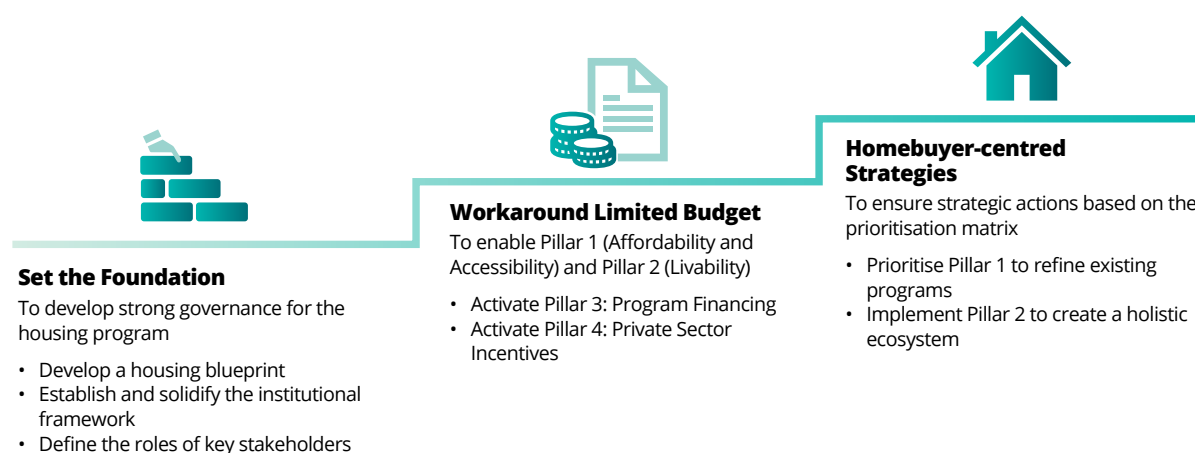 Set the Foundation
To develop strong governance for the
housing program
• Develop a housing blueprint
• Establish and solidify the institutional
framework
• Define the roles of key stakeholders
Workaround Limited Budget
To enable Pillar 1 (Affordability and
Accessibility) and Pillar 2 (Livability)
• Activate Pillar 3: Program Financing
• Activate Pillar 4: Private Sector
Incentives
Homebuyer-centred
Strategies
To ensure strategic actions based on the
prioritisation matrix
• Prioritise Pillar 1 to refine existing
programs
• Implement Pillar 2 to create a holistic
ecosystem